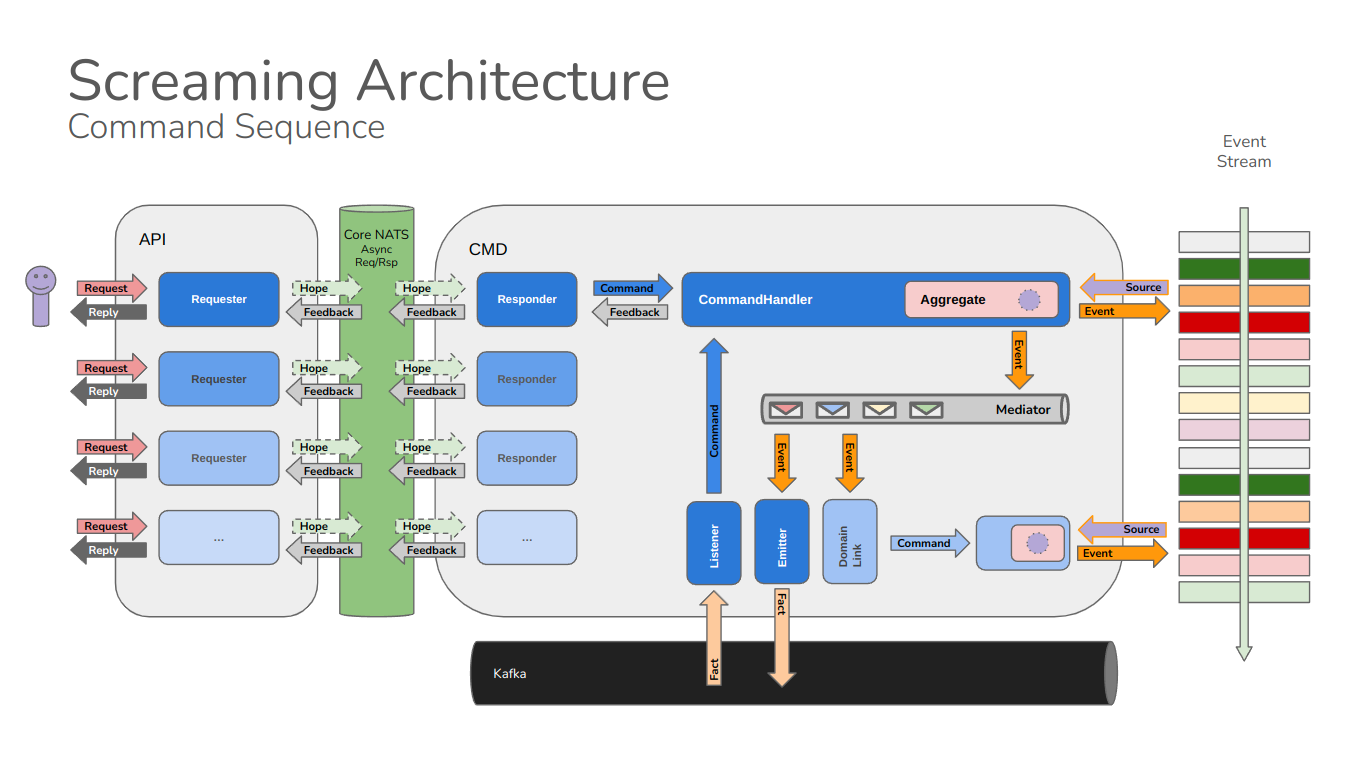 Screaming Architecture
Command Sequence
Event
Stream
API
Core NATS
Async
Req/Rsp
CMD
Request
Reply
Requester
Hope
Feedback
Hope
Feedback
Responder
Command
Feedback
CommandHandler
Aggregate
Source
Event
Request
Reply
Requester
Hope
Feedback
Hope
Feedback
Responder
Event
Mediator
Request
Reply
Requester
Hope
Feedback
Hope
Feedback
Responder
Command
Event
Event
Request
Reply
...
Hope
Feedback
Hope
Feedback
...
Listener
Emitter
Domain
Link
Command
Source
Event
Fact
Fact
Kafka